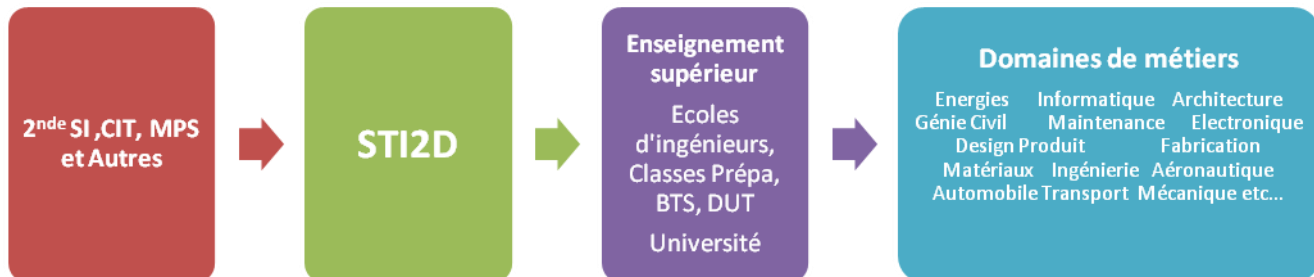 2nde SI ,CIT, MPS
et Autres
STI2D
Enseignement
supérieur
Ecoles
d'ingénieurs,
Classes Prépa,
BTS, DUT
Université
Domaines de métiers
Energies Informatique Architecture
Génie Civil Maintenance Electronique
Design Produit Fabrication
Matériaux Ingénierie Aéronautique
Automobile Transport Mécanique etc...